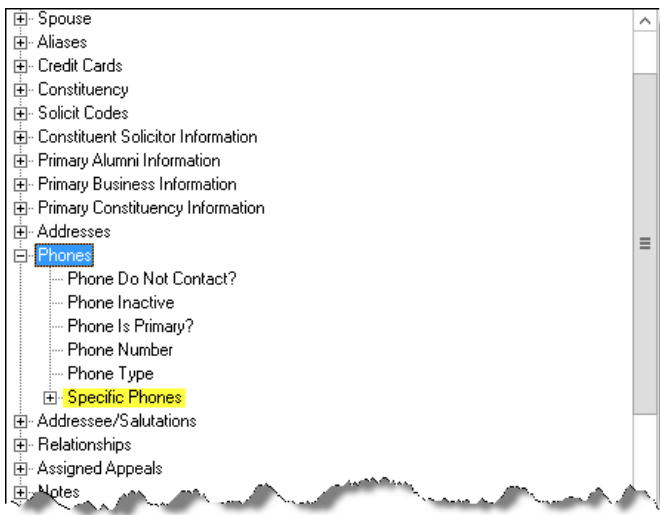 Spouse
Aliases
Credit Cards
Constituency
Solicit Codes
Constituent Solicitor Information
Primary Alumni Information
Primary Business Information
Primary Constituency Information
Addresses
Phones
Phone Do Not Contact?
Phone Inactive
Phone Is Primary?
Phone Number
Phone Type
Specific Phones
Addressee/Salutations
Relationships
Assigned Appeals
Notes